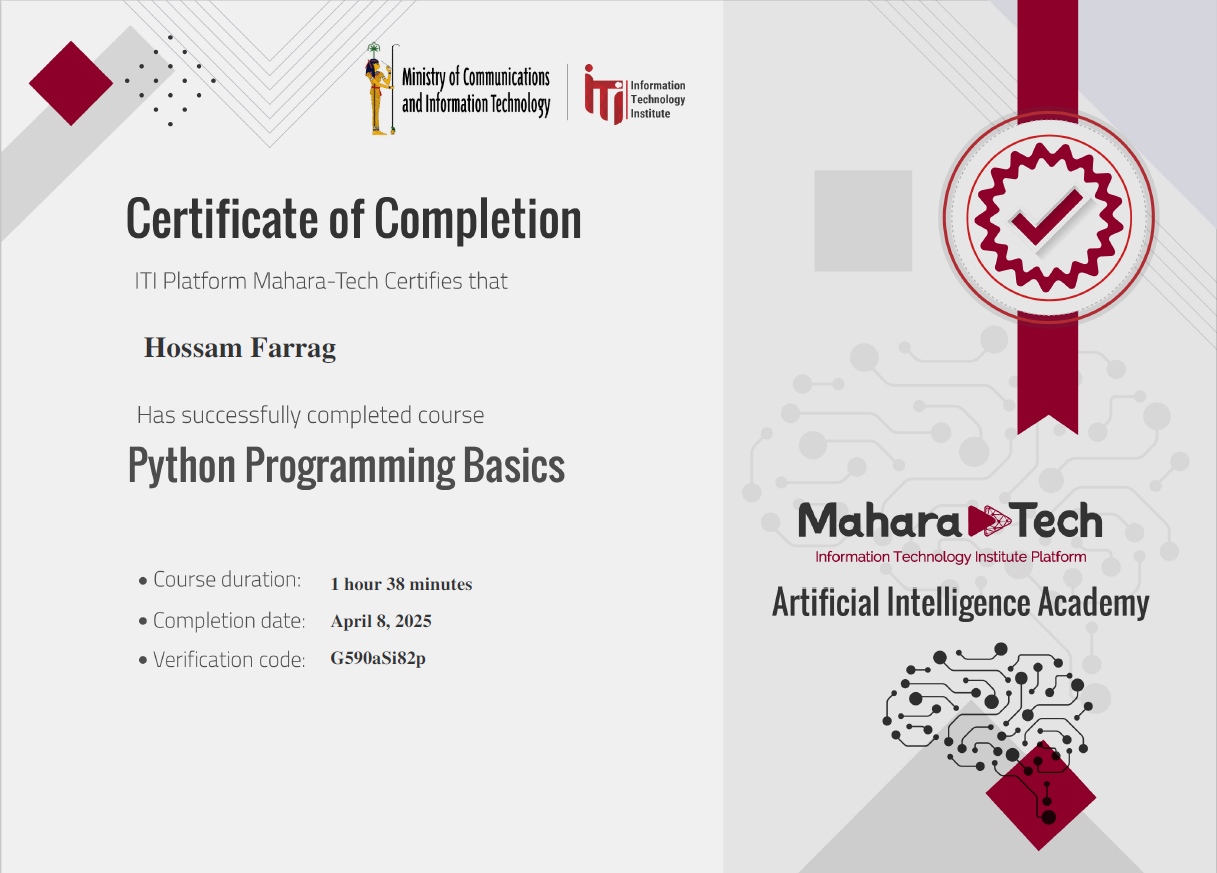 Ministry of Communications
and Information Technology
iTi
Information
Technology
Institute
Certificate of Completion
ITI Platform Mahara-Tech Certifies that
Hossam Farrag
Has successfully completed course
Python Programming Basics
• Course duration: 1 hour 38 minutes
• Completion date: April 8, 2025
• Verification code: G590aSi82p
Mahara Tech
Information Technology Institute Platform
Artificial Intelligence Academy